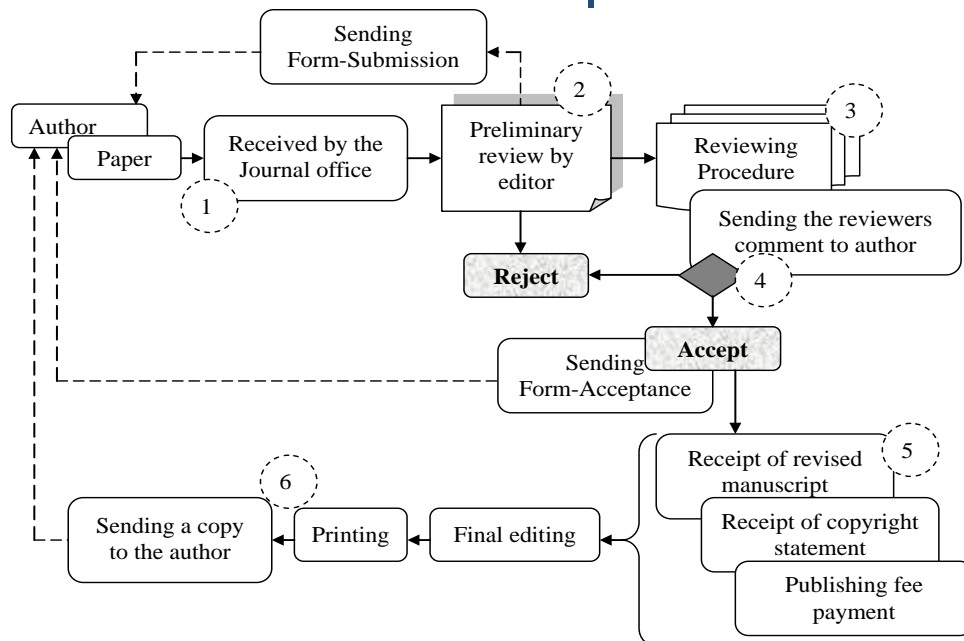 Sending
Form-Submission
2
3
Author
Paper
Received by the
Journal office
1
Preliminary
review by
editor
Reviewing
Procedure
Sending the reviewers
comment to author
Reject
4
Accept
Sending
Form-Acceptance
5
Receipt of revised
manuscript
6
Sending a copy
to the author
Printing
Final editing
Receipt of copyright
statement
Publishing fee
payment